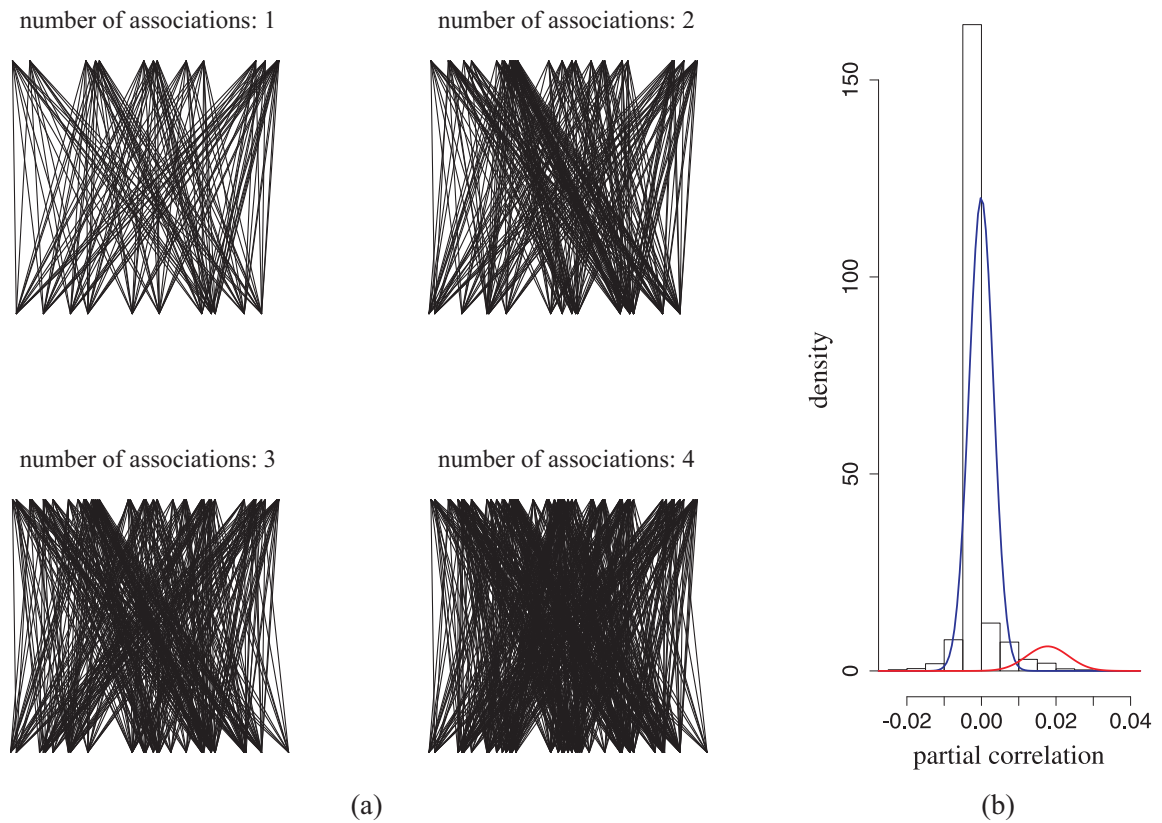 number of associations: 1
number of associations: 2
number of associations: 3
number of associations: 4
(a)
density
0
50
100
150
-0.02 0.00 0.02 0.04
partial correlation
(b)